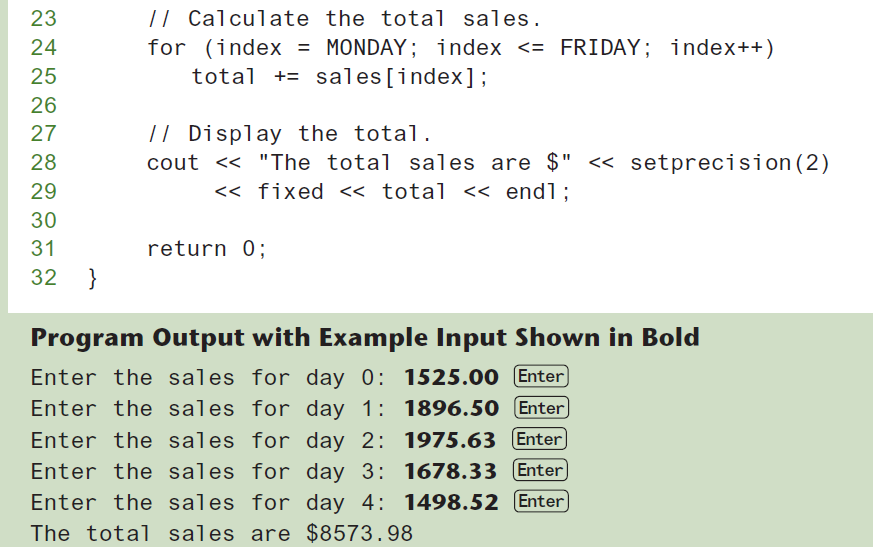 23 // Calculate the total sales.
24 for (index = MONDAY; index <= FRIDAY; index++)
25 total += sales[index];
26
27 // Display the total.
28 cout << "The total sales are $" << setprecision(2)
29 << fixed << total << endl;
30
31 return 0;
32 }
Program Output with Example Input Shown in Bold
Enter the sales for day 0: 1525.00 Enter
Enter the sales for day 1: 1896.50 Enter
Enter the sales for day 2: 1975.63 Enter
Enter the sales for day 3: 1678.33 Enter
Enter the sales for day 4: 1498.52 Enter
The total sales are $8573.98